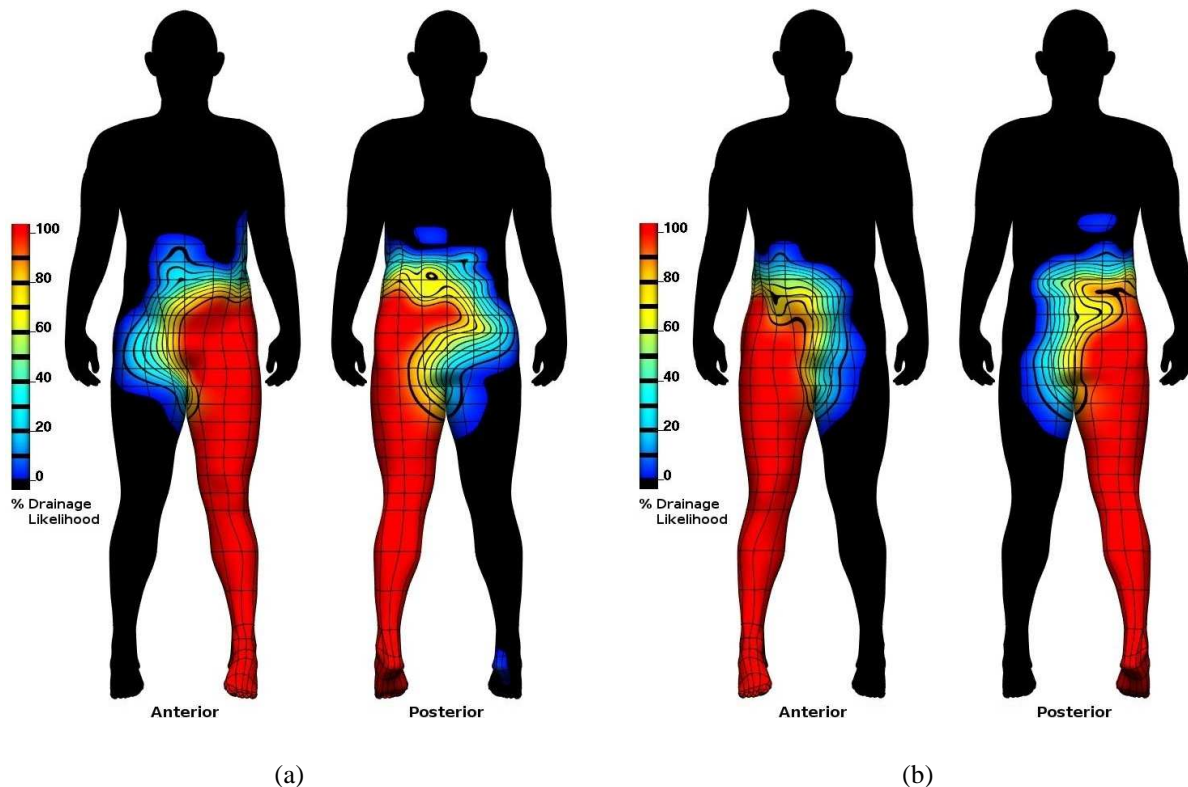 100
80
60
40
20
0
% Drainage
Likelihood
Anterior
Posterior
100
80
60
40
20
0
% Drainage
Likelihood
Anterior
Posterior
(a)
(b)